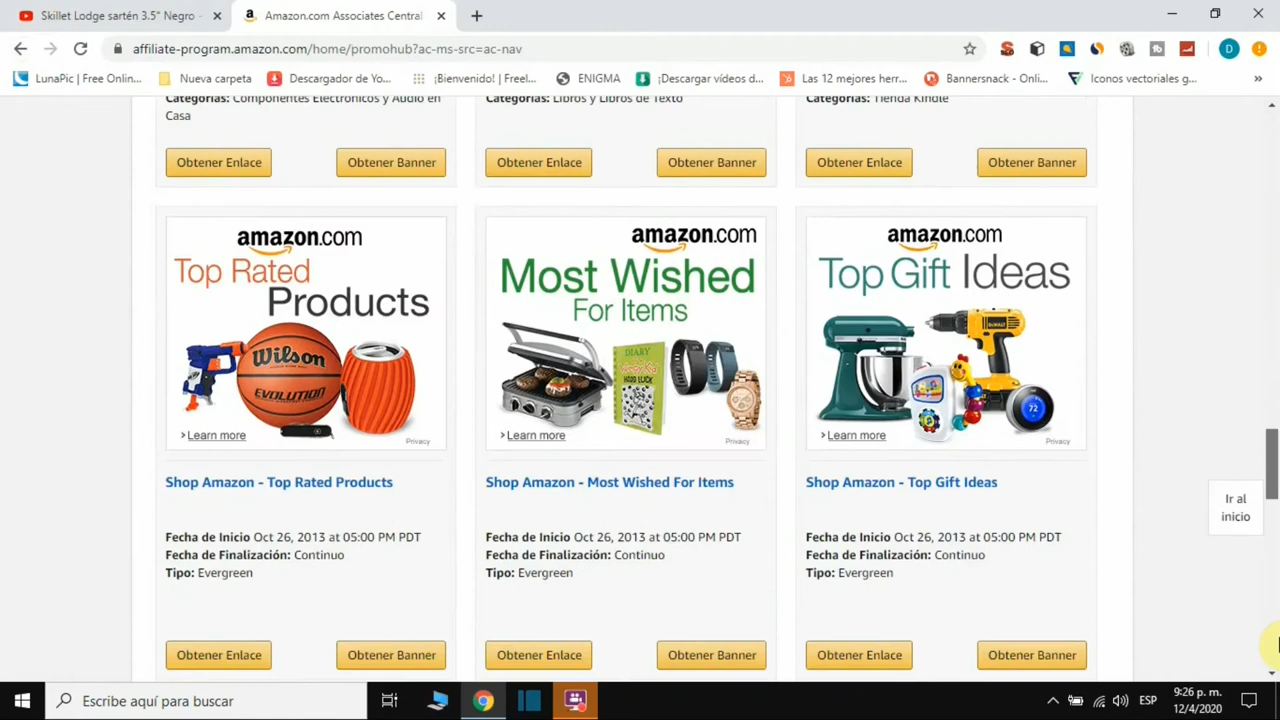 Skillet Lodge sartén 3.5" Negro -
Amazon.com Associates Central
affiliate-program.amazon.com/home/promohub?ac-ms-src=ac-nav
D
LunaPic | Free Onlin...
Nueva carpeta
Descargador de Yo...
¡Bienvenido! | Freel...
ENIGMA
¡Descargar vídeos d...
Las 12 mejores herr...
Bannersnack - Onli...
Iconos vectoriales g...
»
Categorías: Componentes Electrónicos y Audio en
Casa
Categorías: Libros y Libros de Texto
Categorías: Tienda Kindle
Obtener Enlace
Obtener Banner
Obtener Enlace
Obtener Banner
Obtener Enlace
Obtener Banner
amazon.com
Top Rated
Products
Wilson
EVOLUTION
›Learn more
Privacy
amazon.com
Most Wished
For Items
DIARY
HARD LUCK
›Learn more
Privacy
amazon.com
Top Gift Ideas
DEWALT
72
›Learn more
Privacy
Shop Amazon - Top Rated Products
Shop Amazon - Most Wished For Items
Shop Amazon - Top Gift Ideas
Ir al
inicio
Fecha de Inicio Oct 26, 2013 at 05:00 PM PDT
Fecha de Finalización: Continuo
Tipo: Evergreen
Fecha de Inicio Oct 26, 2013 at 05:00 PM PDT
Fecha de Finalización: Continuo
Tipo: Evergreen
Fecha de Inicio Oct 26, 2013 at 05:00 PM PDT
Fecha de Finalización: Continuo
Tipo: Evergreen
Obtener Enlace
Obtener Banner
Obtener Enlace
Obtener Banner
Obtener Enlace
Obtener Banner
Escribe aquí para buscar
ESP
9:26 p. m.
12/4/2020